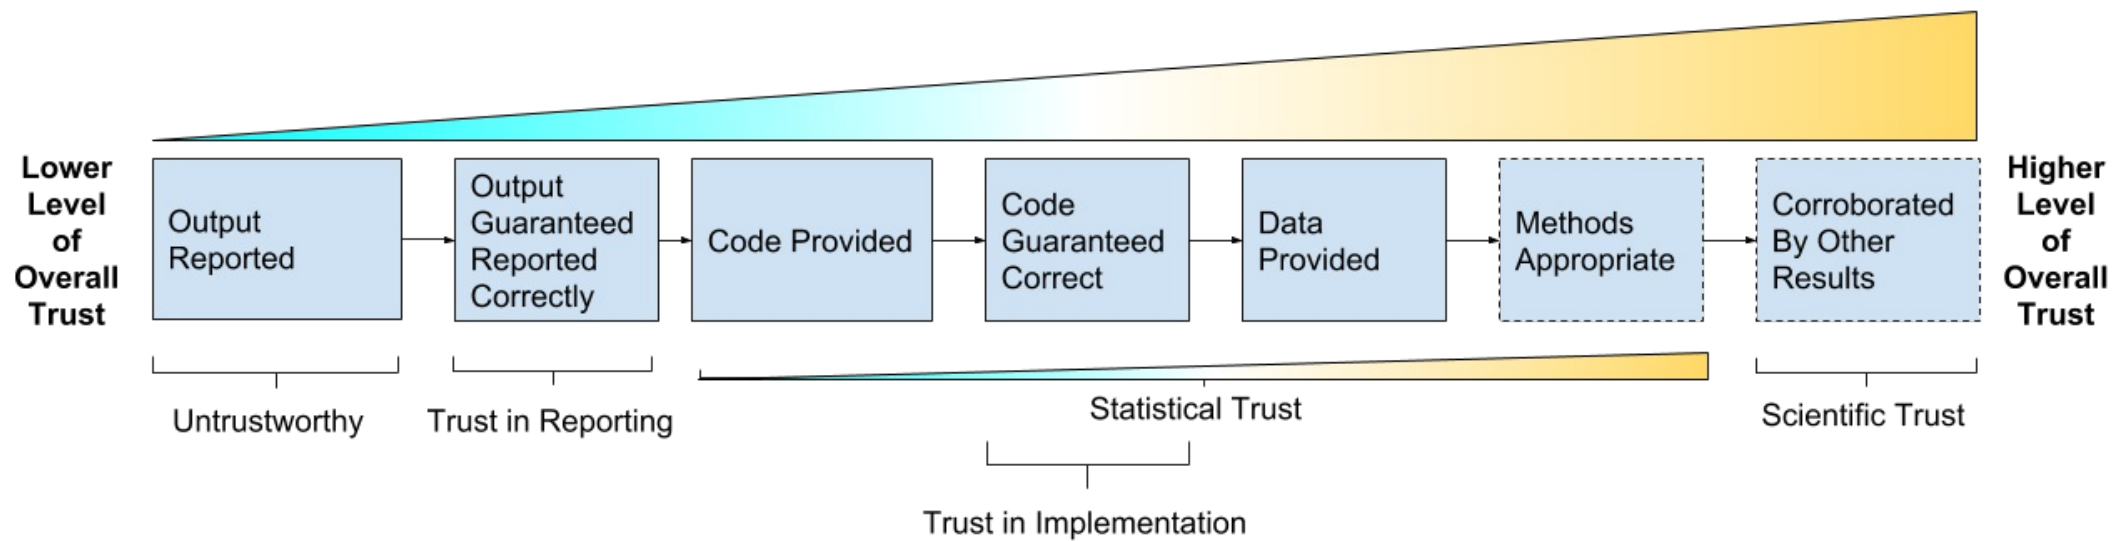 Lower
Level
of
Overall
Trust
Output
Reported
Output
Guaranteed
Reported
Correctly
Code Provided
Code
Guaranteed
Correct
Data
Provided
Methods
Appropriate
Corroborated
By Other
Results
Higher
Level
of
Overall
Trust
Untrustworthy
Trust in Reporting
Statistical Trust
Scientific Trust
Trust in Implementation